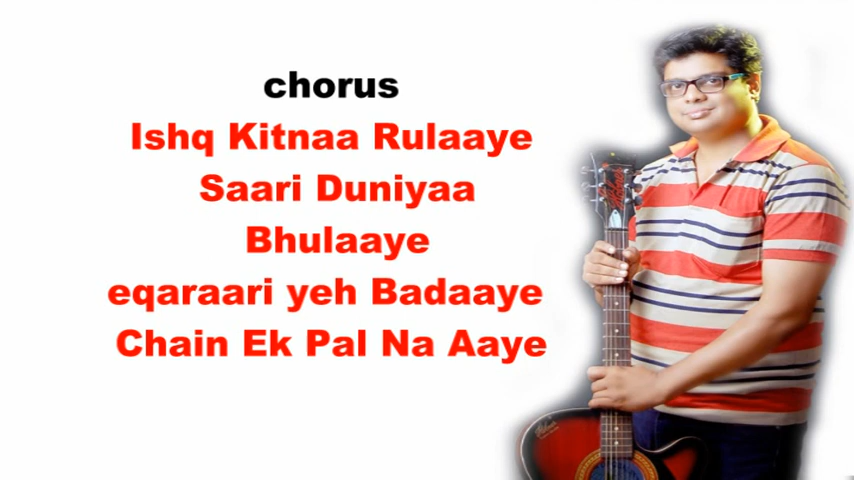 chorus
Ishq Kitnaa Rulaaye
Saari Duniyaa
Bhulaaye
eqaraari yeh Badaaye
Chain Ek Pal Na Aaye